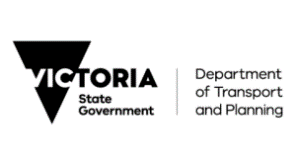 VICTORIA
State
Government
Department
of Transport
and Planning